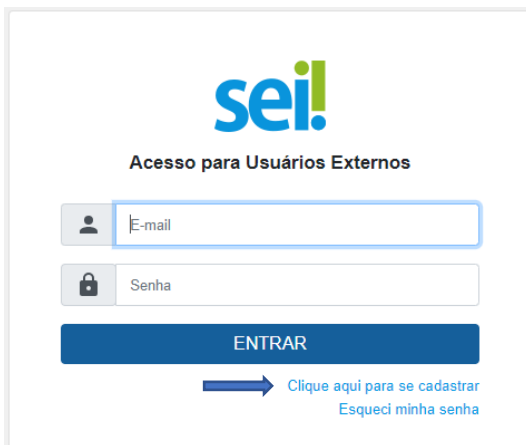 sei!
Acesso para Usuários Externos
E-mail
Senha
ENTRAR
Clique aqui para se cadastrar
Esqueci minha senha